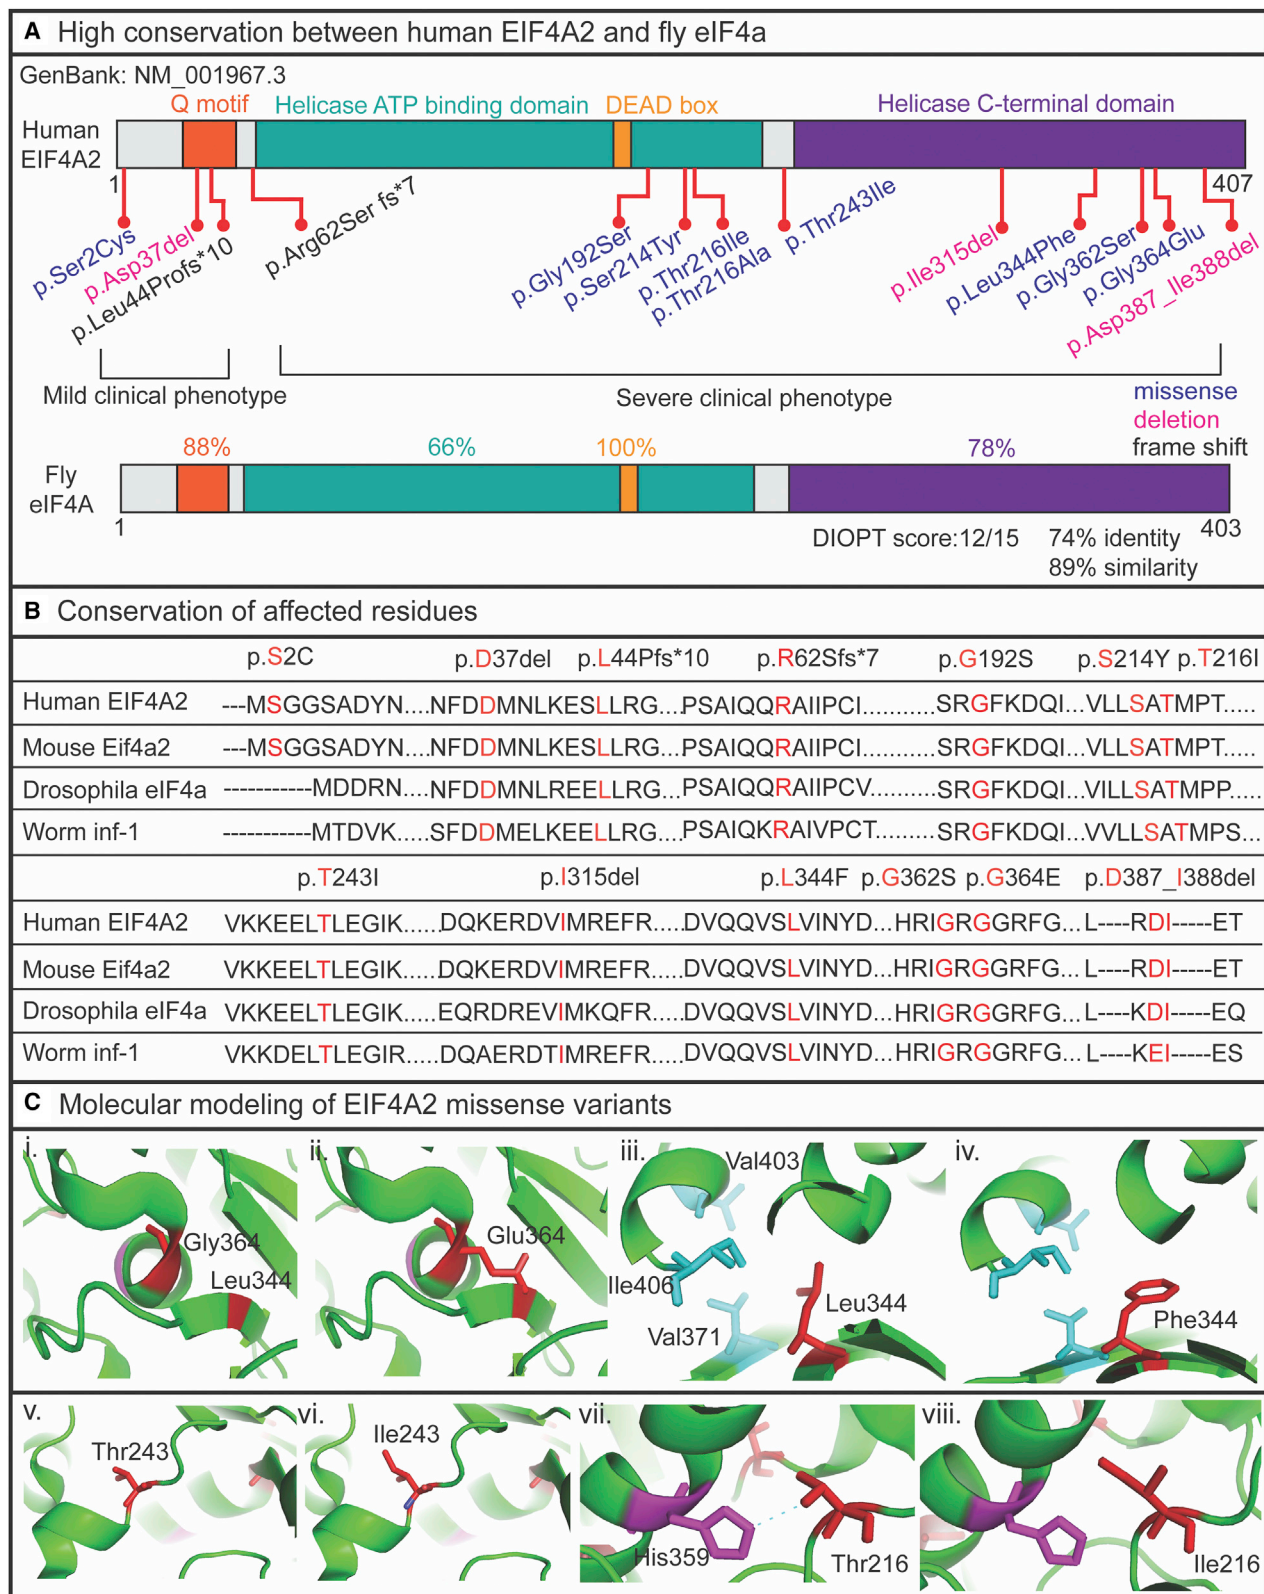 A High conservation between human EIF4A2 and fly eIF4a
GenBank: NM_001967.3
Q motif Helicase ATP binding domain DEAD box Helicase C-terminal domain
Human
EIF4A2
1 407
p.Ser2Cys
p.Asp37del
p.Leu44Profs*10
p.Arg62Ser fs*7
p.Gly192Ser
p.Ser214Tyr
p.Thr216Ile
p.Thr216Ala
p.Thr243Ile
p.Ile315del
p.Leu344Phe
p.Gly362Ser
p.Gly364Glu
p.Asp387_Ile388del
Mild clinical phenotype
Severe clinical phenotype
missense
deletion
frame shift
88% 66% 100% 78%
Fly
eIF4A
1 403
DIOPT score:12/15 74% identity
89% similarity
B Conservation of affected residues
p.S2C p.D37del p.L44Pfs*10 p.R62Sfs*7 p.G192S p.S214Y p.T216I
Human EIF4A2 ---MSGGSADYN....NFDDMNLKESLLRG...PSAIQQRAIIPCI...........SRGFKDQI...VLLSATMPT.....
Mouse Eif4a2 ---MSGGSADYN....NFDDMNLKESLLRG...PSAIQQRAIIPCI...........SRGFKDQI...VLLSATMPT.....
Drosophila eIF4a -----------MDDRN....NFDDMNLREELLRG...PSAIQQRAIIPCV..........SRGFKDQI...VILLSATMPP.....
Worm inf-1 -----------MTDVK.....SFDDMELKEELLRG....PSAIQKRAIVPCT.........SRGFKDQI...VVLLSATMPS...
p.T243I p.I315del p.L344F p.G362S p.G364E p.D387_I388del
Human EIF4A2 VKKEELTLEGIK......DQKERDVIMREFR.....DVQQVSLVINYD...HRIGRGGRFG...L----RDI-----ET
Mouse Eif4a2 VKKEELTLEGIK......DQKERDVIMREFR.....DVQQVSLVINYD...HRIGRGGRFG...L----RDI-----ET
Drosophila eIF4a VKKEELTLEGIK.....EQRDREVIMKQFR.....DVQQVSLVINYD...HRIGRGGRFG...L----KDI-----EQ
Worm inf-1 VKKDELTLEGIR.....DQAERDTIMREFR.....DVQQVSLVINYD...HRIGRGGRFG...L----KEI-----ES
C Molecular modeling of EIF4A2 missense variants
i. ii. iii. iv.
Gly364
Leu344
Glu364
Val403
Ile406
Val371
Leu344
Phe344
v. vi. vii. viii.
Thr243
Ile243
His359
Thr216
Ile216